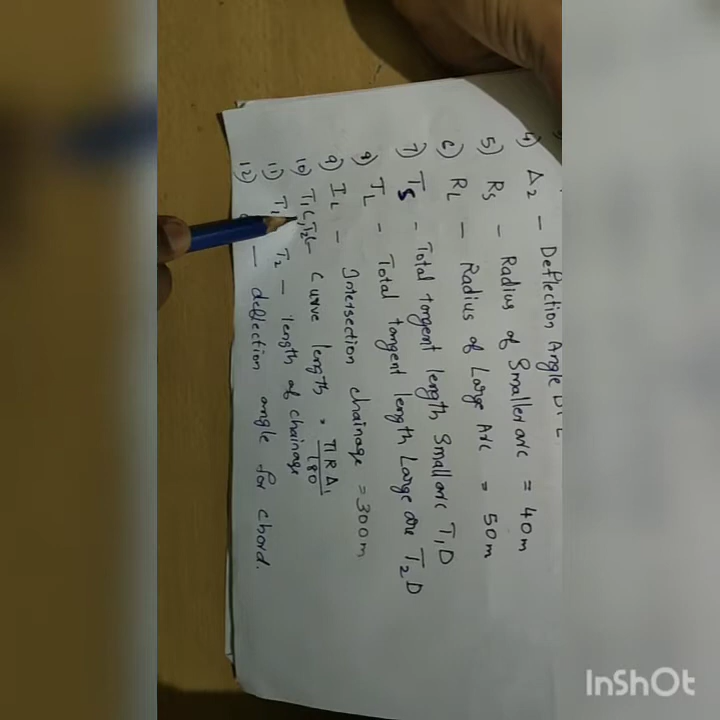 4) Δ2 - Deflection Angle
5) RS - Radius of Smaller arc = 40m
6) RL - Radius of Large Arc = 50m
7) TS - Total tangent length Small arc T1D
8) TL - Total tangent length Large arc T2D
9) IL - Intersection chainage = 300m
10) T1C, T2C - Curve length = πRΔ1/180
11) T1 T2 - length of chainage
12) - deflection angle for chord.
InShOt